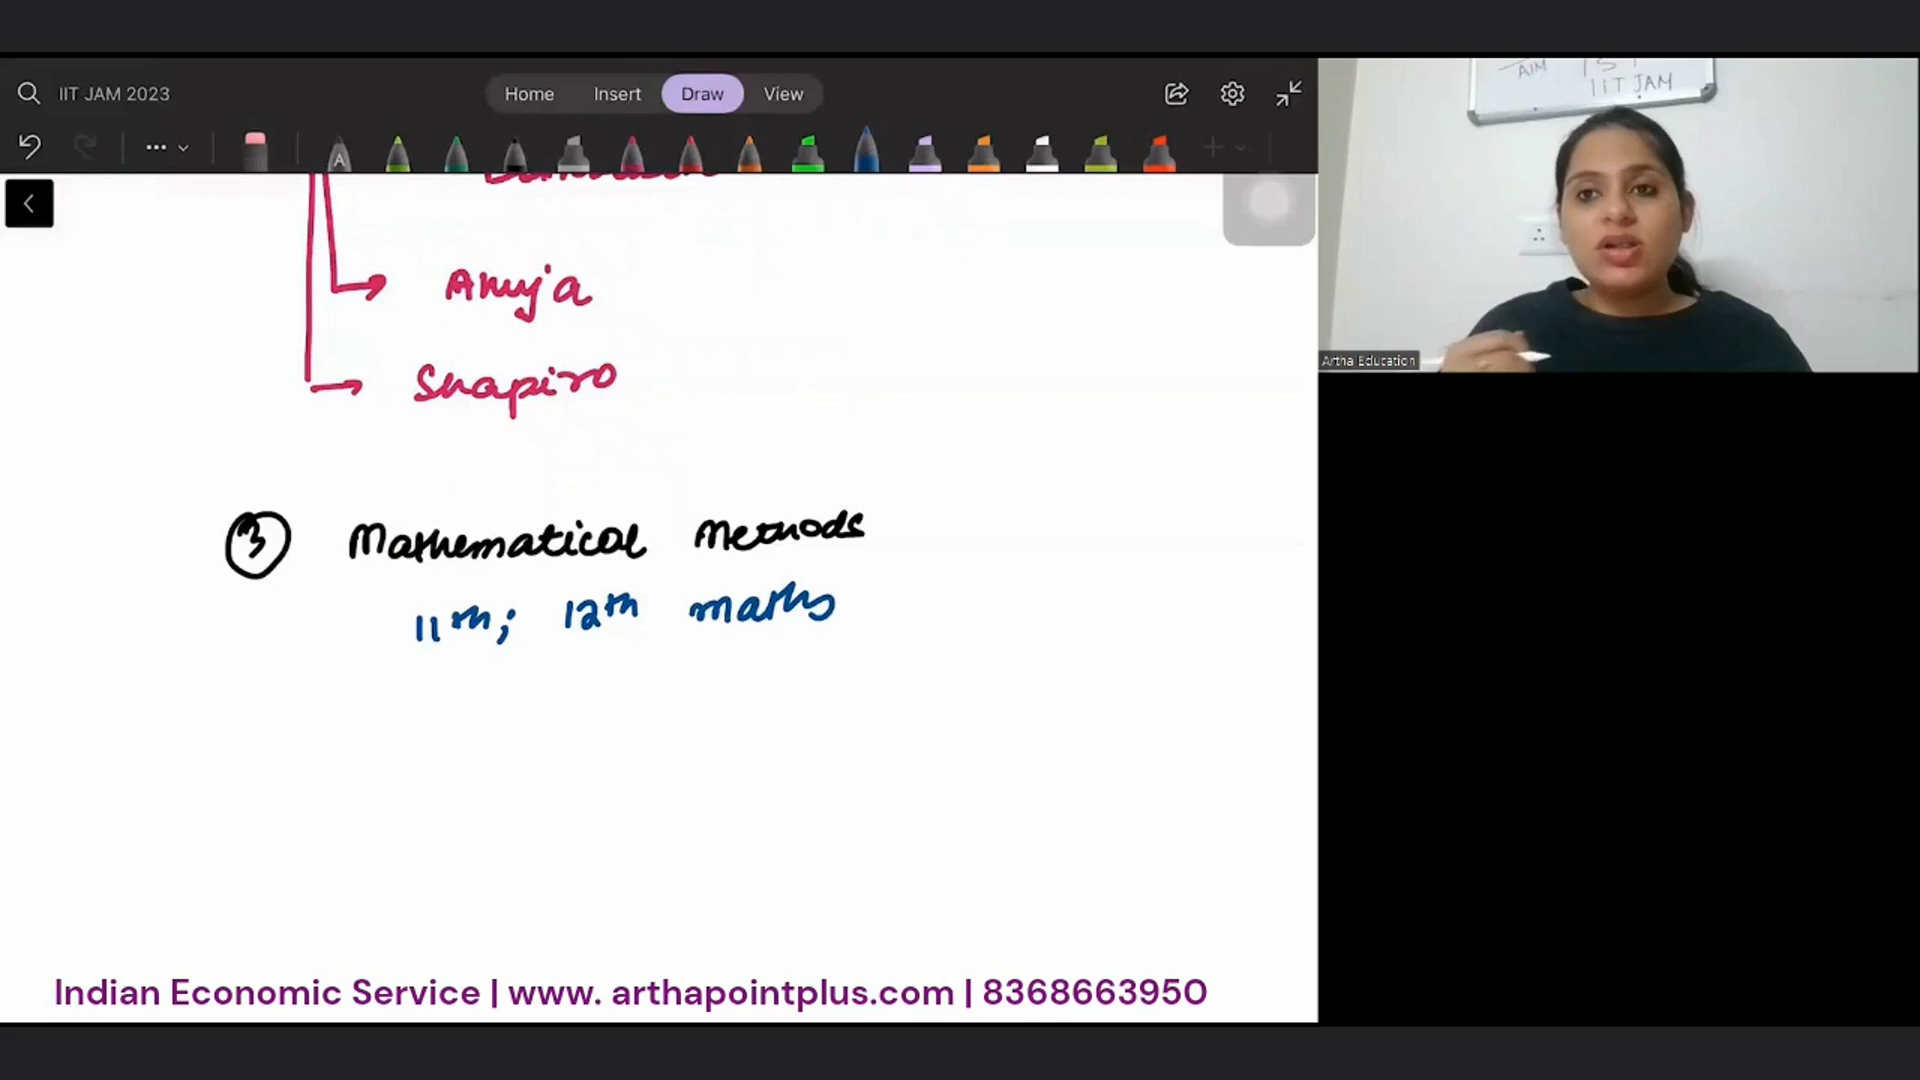 IIT JAM 2023
Home Insert Draw View
AIM
IIT JAM
A
Anuja
Shapiro
Artha Education
3 Mathematical Methods
11th; 12th maths
Indian Economic Service | www. arthapointplus.com | 8368663950